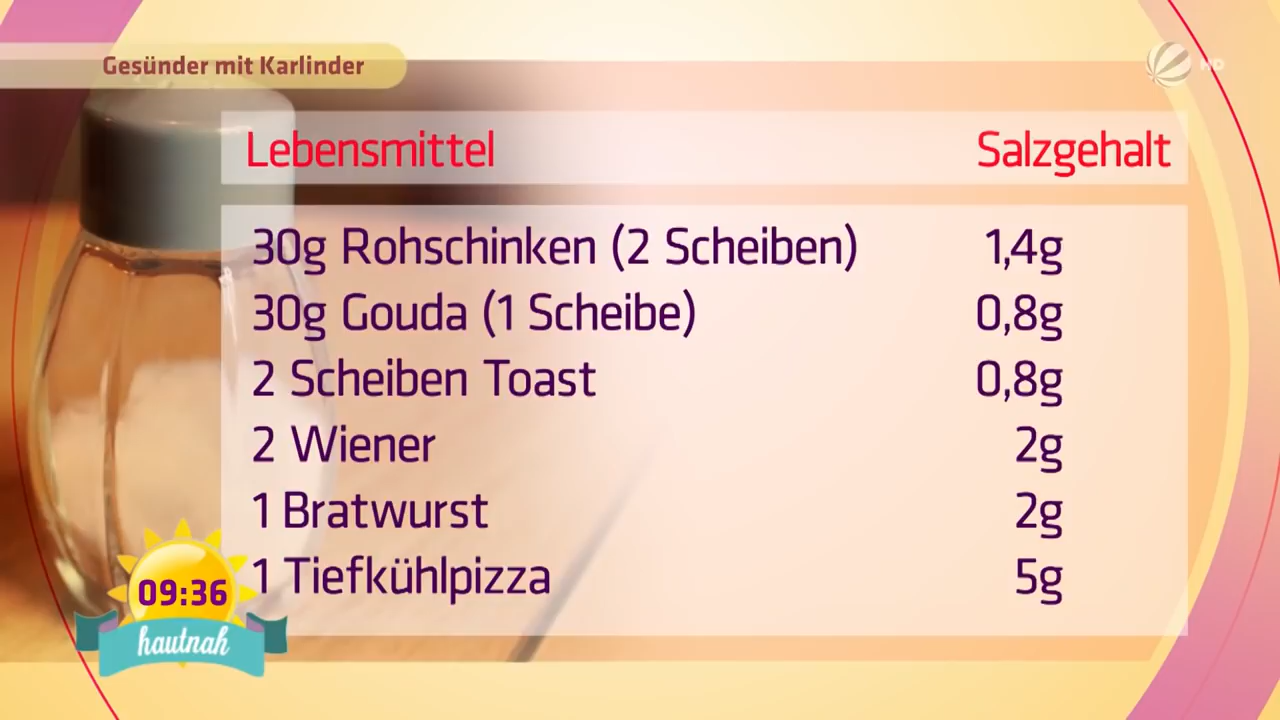 Gesünder mit Karlinder
HD
Lebensmittel Salzgehalt
30g Rohschinken (2 Scheiben) 1,4g
30g Gouda (1 Scheibe) 0,8g
2 Scheiben Toast 0,8g
2 Wiener 2g
1 Bratwurst 2g
1 Tiefkühlpizza 5g
09:36
hautnah